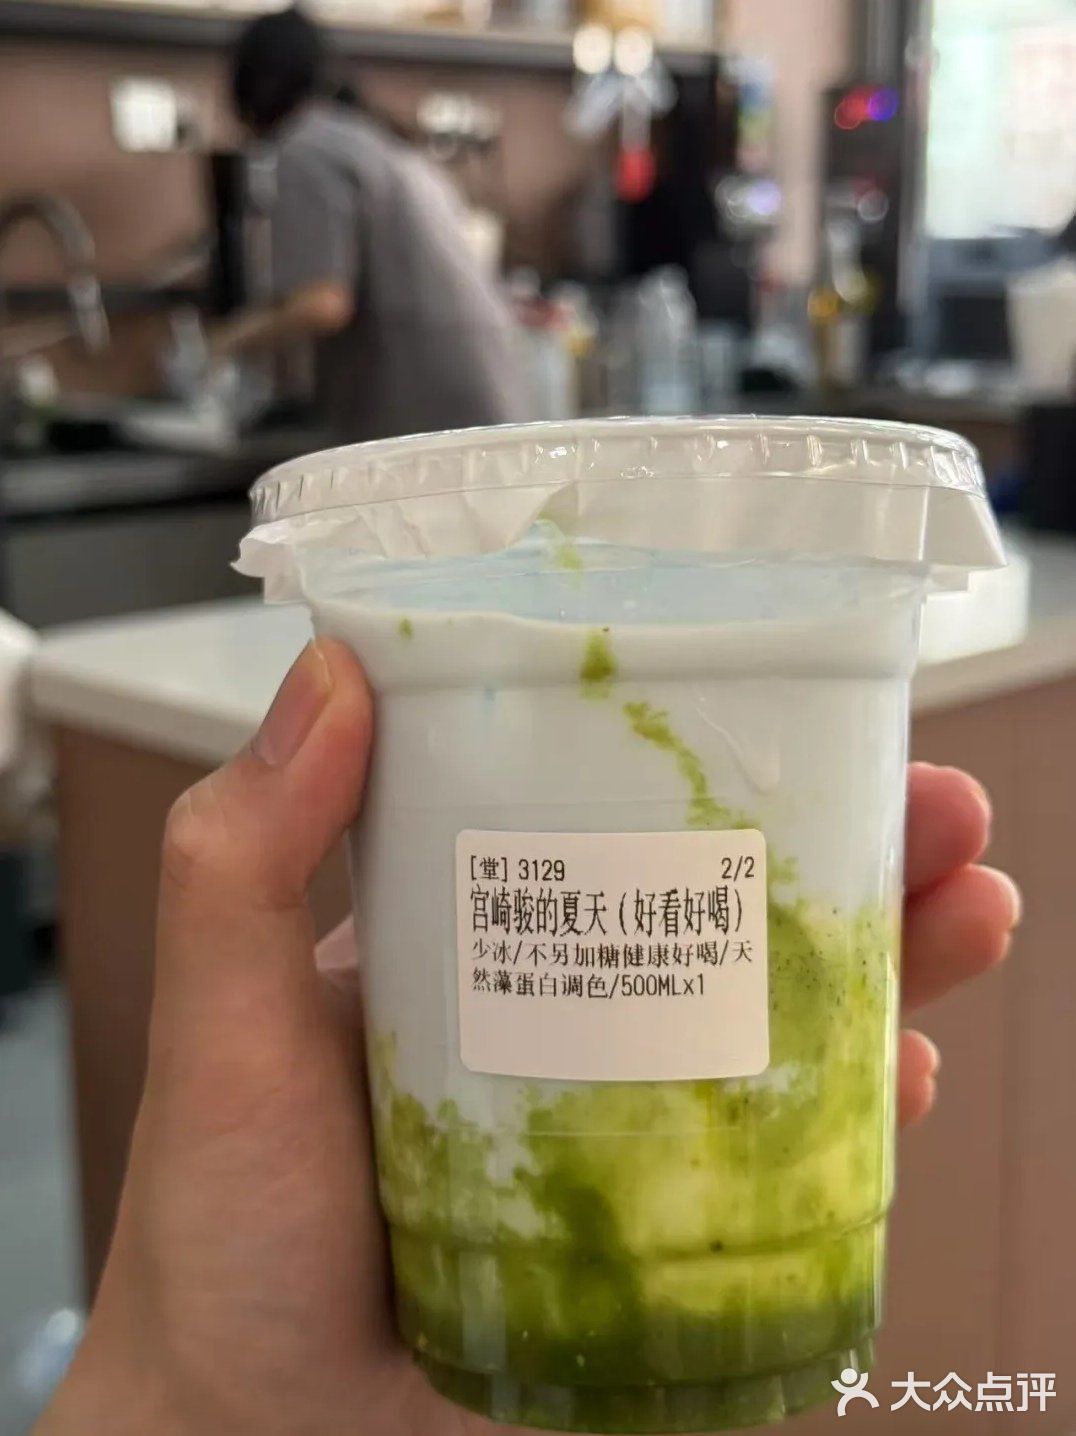 [堂] 3129 2/2
宫崎骏的夏天(好看好喝)
少冰/不另加糖健康好喝/天
然藻蛋白调色/500MLx1
大众点评